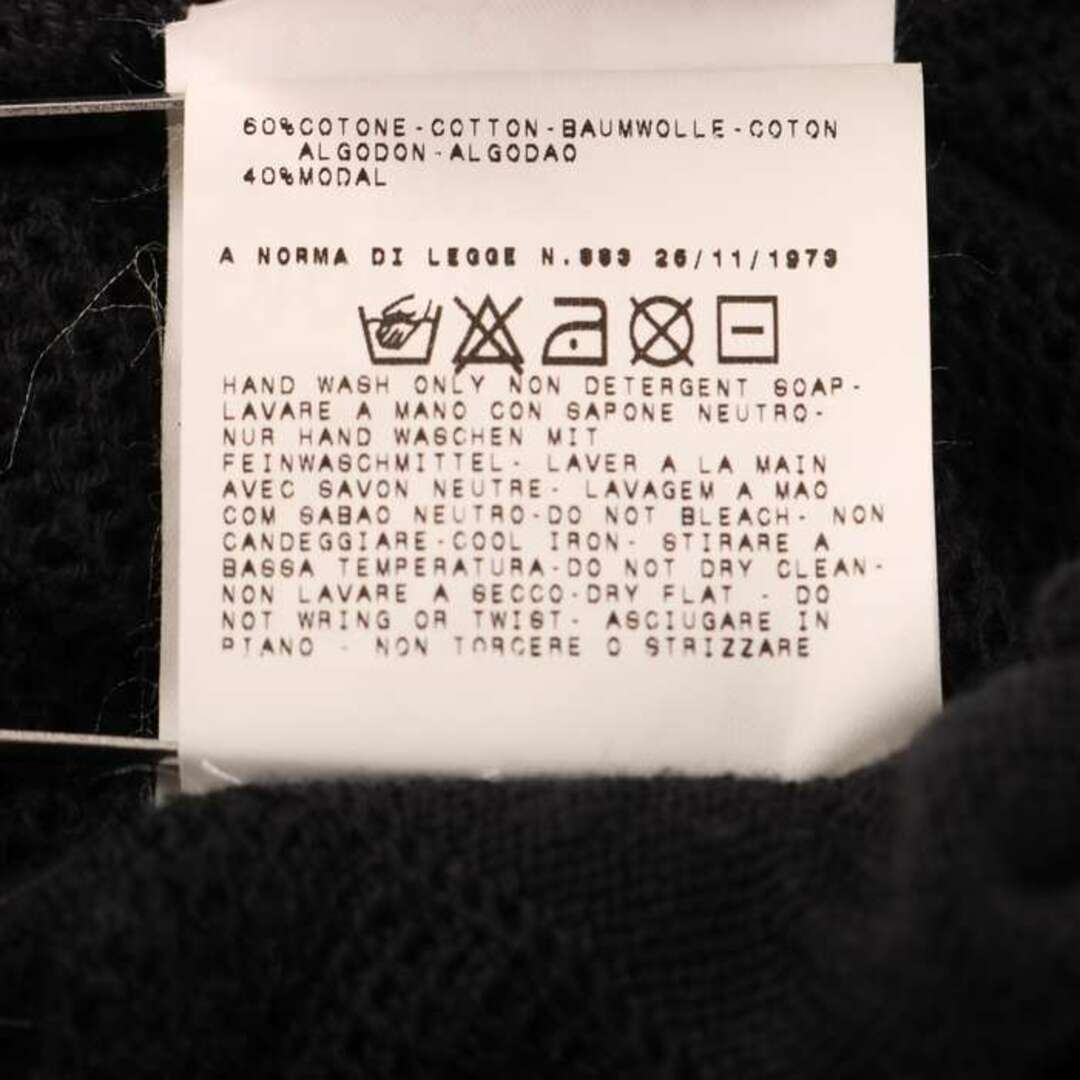 60%COTONE-COTTON-BAUMWOLLE-COTON
ALGODON-ALGODAO
40%MODAL
A NORMA DI LEGGE N.883 26/11/1973
HAND WASH ONLY NON DETERGENT SOAP-
LAVARE A MANO CON SAPONE NEUTRO-
NUR HAND WASCHEN MIT
FEINWASCHMITTEL- LAVER A LA MAIN
AVEC SAVON NEUTRE- LAVAGEM A MAO
COM SABAO NEUTRO-DO NOT BLEACH- NON
CANDEGGIARE-COOL IRON- STIRARE A
BASSA TEMPERATURA-DO NOT DRY CLEAN-
NON LAVARE A SECCO-DRY FLAT - DO
NOT WRING OR TWIST- ASCIUGARE IN
PIANO - NON TORCERE O STRIZZARE